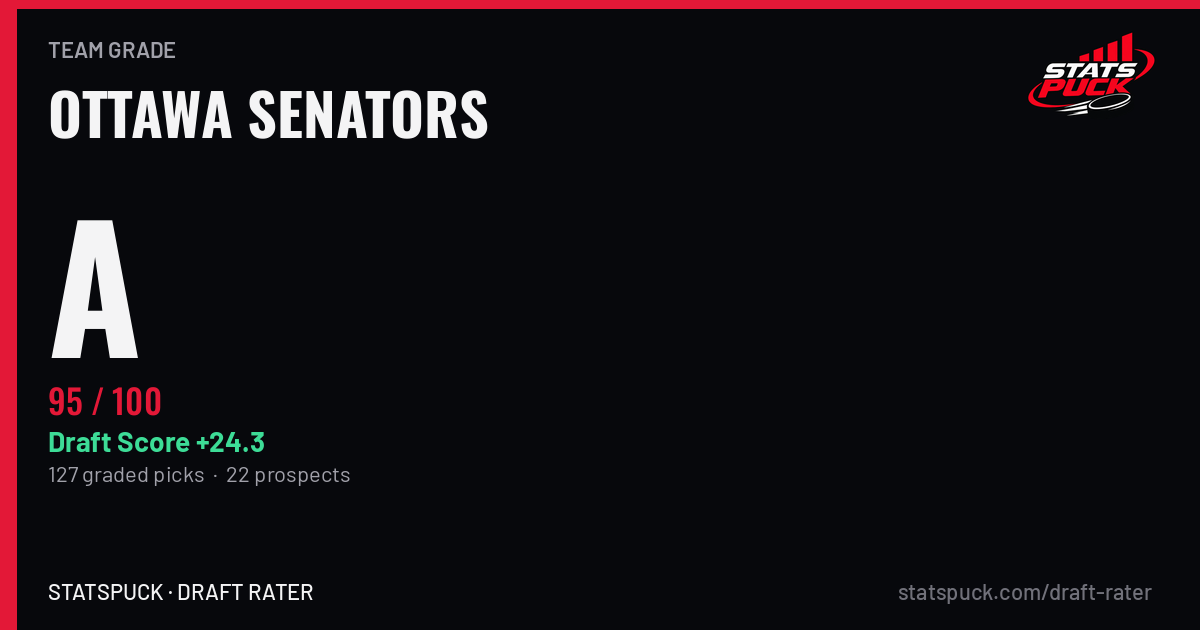 TEAM GRADE
STATS
PUCK
OTTAWA SENATORS
A
95 / 100
Draft Score +24.3
127 graded picks · 22 prospects
STATSPUCK · DRAFT RATER
statspuck.com/draft-rater